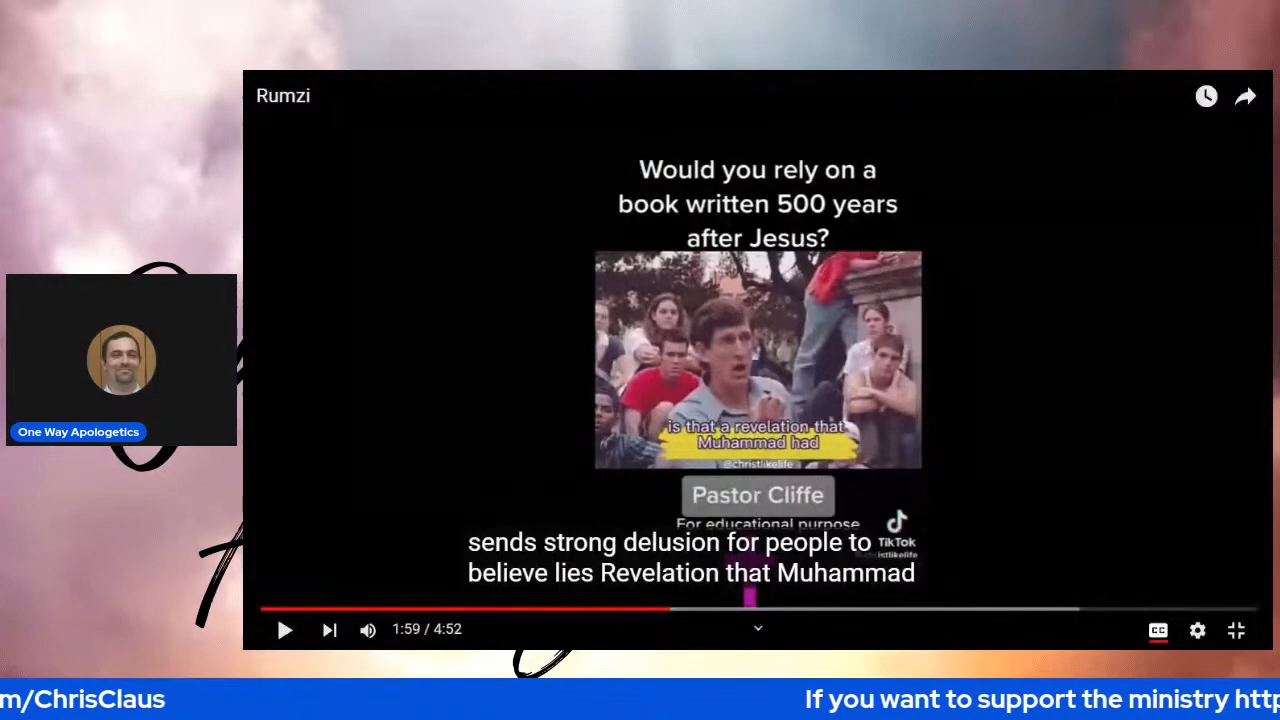 Rumzi
Would you rely on a
book written 500 years
after Jesus?
is that a revelation that
Muhammad had
@christlikelife
Pastor Cliffe
For educational purpose
TikTok
sends strong delusion for people to
believe lies Revelation that Muhammad
One Way Apologetics
1:59 / 4:52
CC
m/ChrisClaus
If you want to support the ministry http